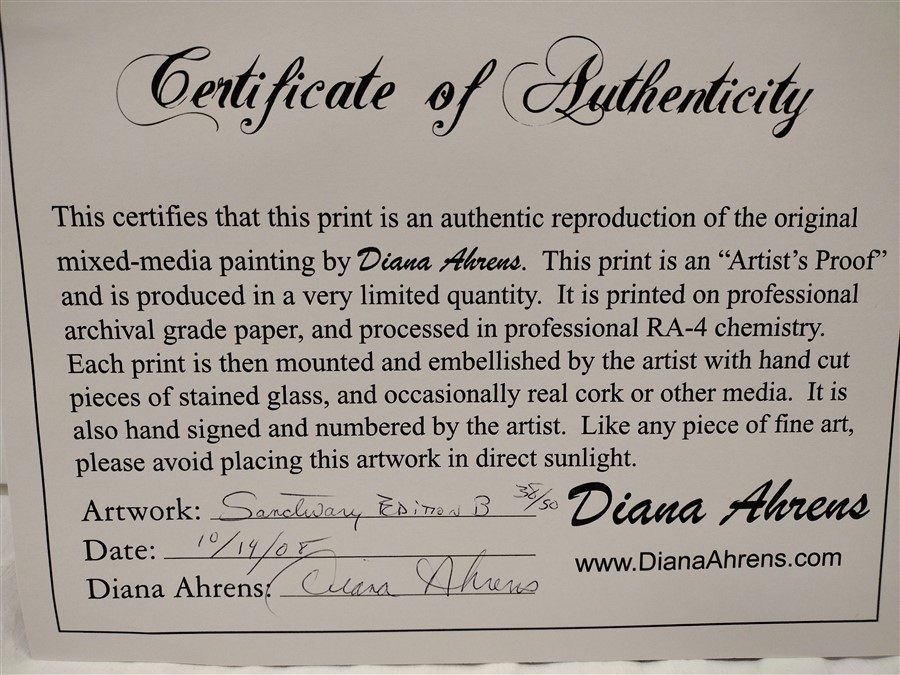 Certificate of Authenticity
This certifies that this print is an authentic reproduction of the original
mixed-media painting by Diana Ahrens. This print is an “Artist’s Proof”
and is produced in a very limited quantity. It is printed on professional
archival grade paper, and processed in professional RA-4 chemistry.
Each print is then mounted and embellished by the artist with hand cut
pieces of stained glass, and occasionally real cork or other media. It is
also hand signed and numbered by the artist. Like any piece of fine art,
please avoid placing this artwork in direct sunlight.
Artwork: Sanctuary EDITION B 38/50
Diana Ahrens
Date: 10/14/08
www.DianaAhrens.com
Diana Ahrens: Diana Ahrens